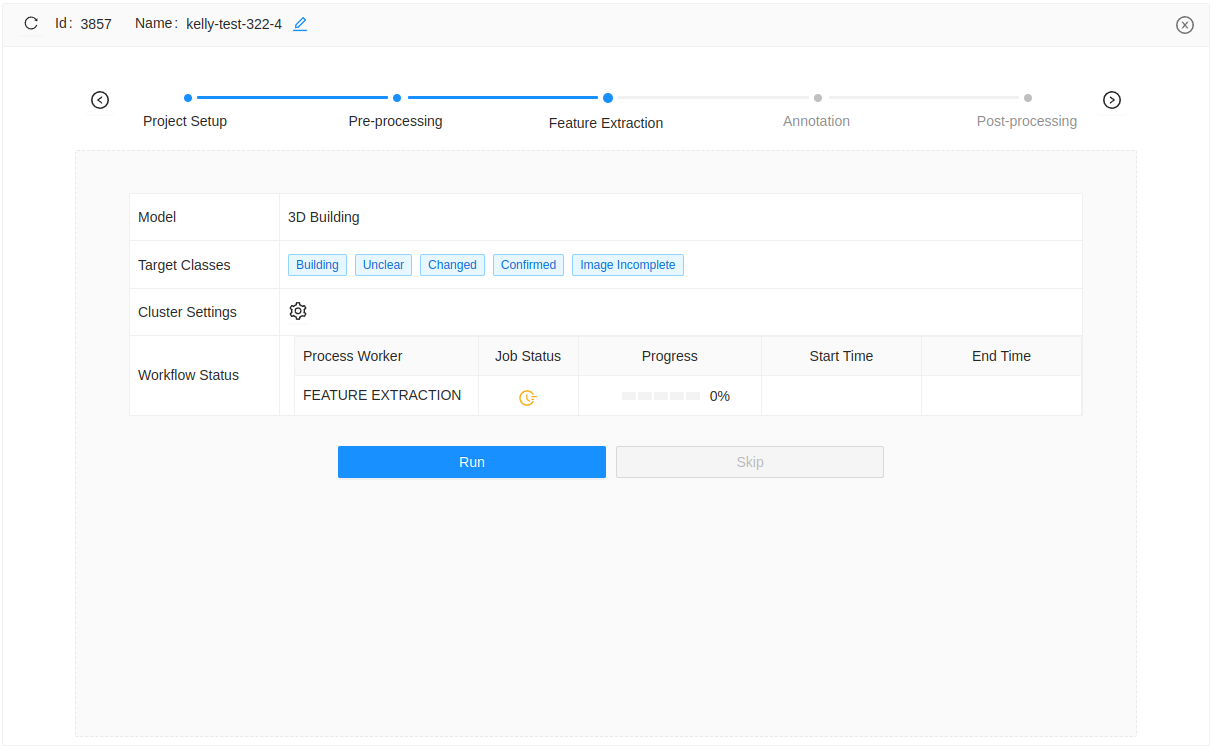 Id: 3857 Name: kelly-test-322-4
Project Setup Pre-processing Feature Extraction Annotation Post-processing
Model 3D Building
Target Classes Building Unclear Changed Confirmed Image Incomplete
Cluster Settings
Workflow Status
Process Worker Job Status Progress Start Time End Time
FEATURE EXTRACTION 0%
Run Skip